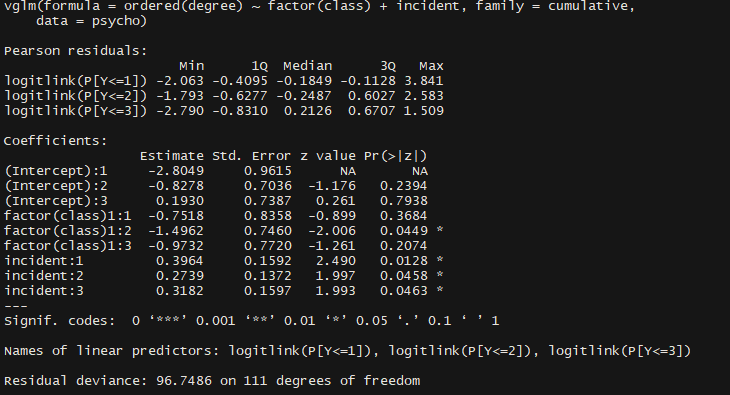 vglm(formula = ordered(degree) ~ factor(class) + incident, family = cumulative,
    data = psycho)
Pearson residuals:
                     Min      1Q  Median      3Q   Max
logitlink(P[Y<=1]) -2.063 -0.4095 -0.1849 -0.1128 3.841
logitlink(P[Y<=2]) -1.793 -0.6277 -0.2487  0.6027 2.583
logitlink(P[Y<=3]) -2.790 -0.8310  0.2126  0.6707 1.509
Coefficients:
                 Estimate Std. Error z value Pr(>|z|)
(Intercept):1     -2.8049     0.9615      NA       NA
(Intercept):2     -0.8278     0.7036  -1.176   0.2394
(Intercept):3      0.1930     0.7387   0.261   0.7938
factor(class)1:1  -0.7518     0.8358  -0.899   0.3684
factor(class)1:2  -1.4962     0.7460  -2.006   0.0449 *
factor(class)1:3  -0.9732     0.7720  -1.261   0.2074
incident:1         0.3964     0.1592   2.490   0.0128 *
incident:2         0.2739     0.1372   1.997   0.0458 *
incident:3         0.3182     0.1597   1.993   0.0463 *
---
Signif. codes:  0 ‘***’ 0.001 ‘**’ 0.01 ‘*’ 0.05 ‘.’ 0.1 ‘ ’ 1
Names of linear predictors: logitlink(P[Y<=1]), logitlink(P[Y<=2]), logitlink(P[Y<=3])
Residual deviance: 96.7486 on 111 degrees of freedom